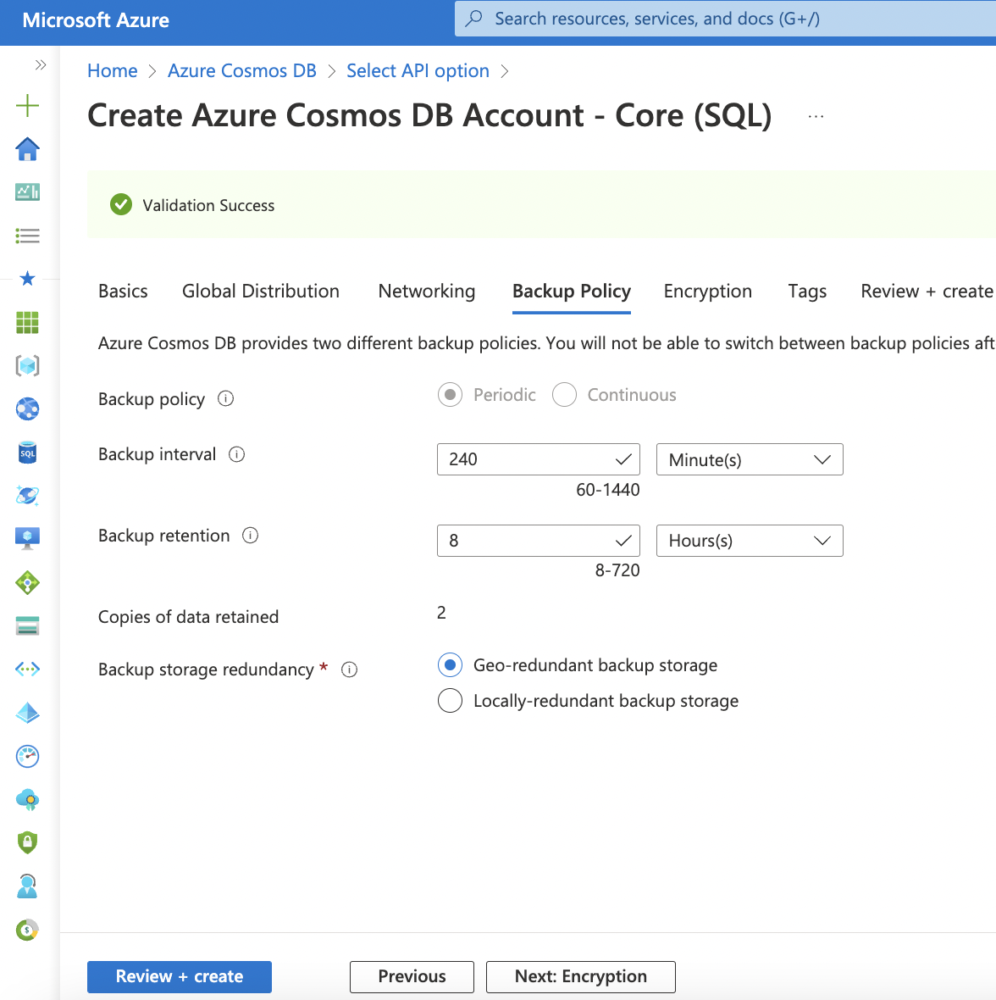 Microsoft Azure
Search resources, services, and docs (G+/)
Home > Azure Cosmos DB > Select API option >
Create Azure Cosmos DB Account - Core (SQL) ...
Validation Success
Basics Global Distribution Networking Backup Policy Encryption Tags Review + create
Azure Cosmos DB provides two different backup policies. You will not be able to switch between backup policies
Backup policy Periodic Continuous
Backup interval 240 Minute(s)
60-1440
Backup retention 8 Hours(s)
8-720
Copies of data retained 2
Backup storage redundancy * Geo-redundant backup storage
Locally-redundant backup storage
SQL
Review + create Previous Next: Encryption